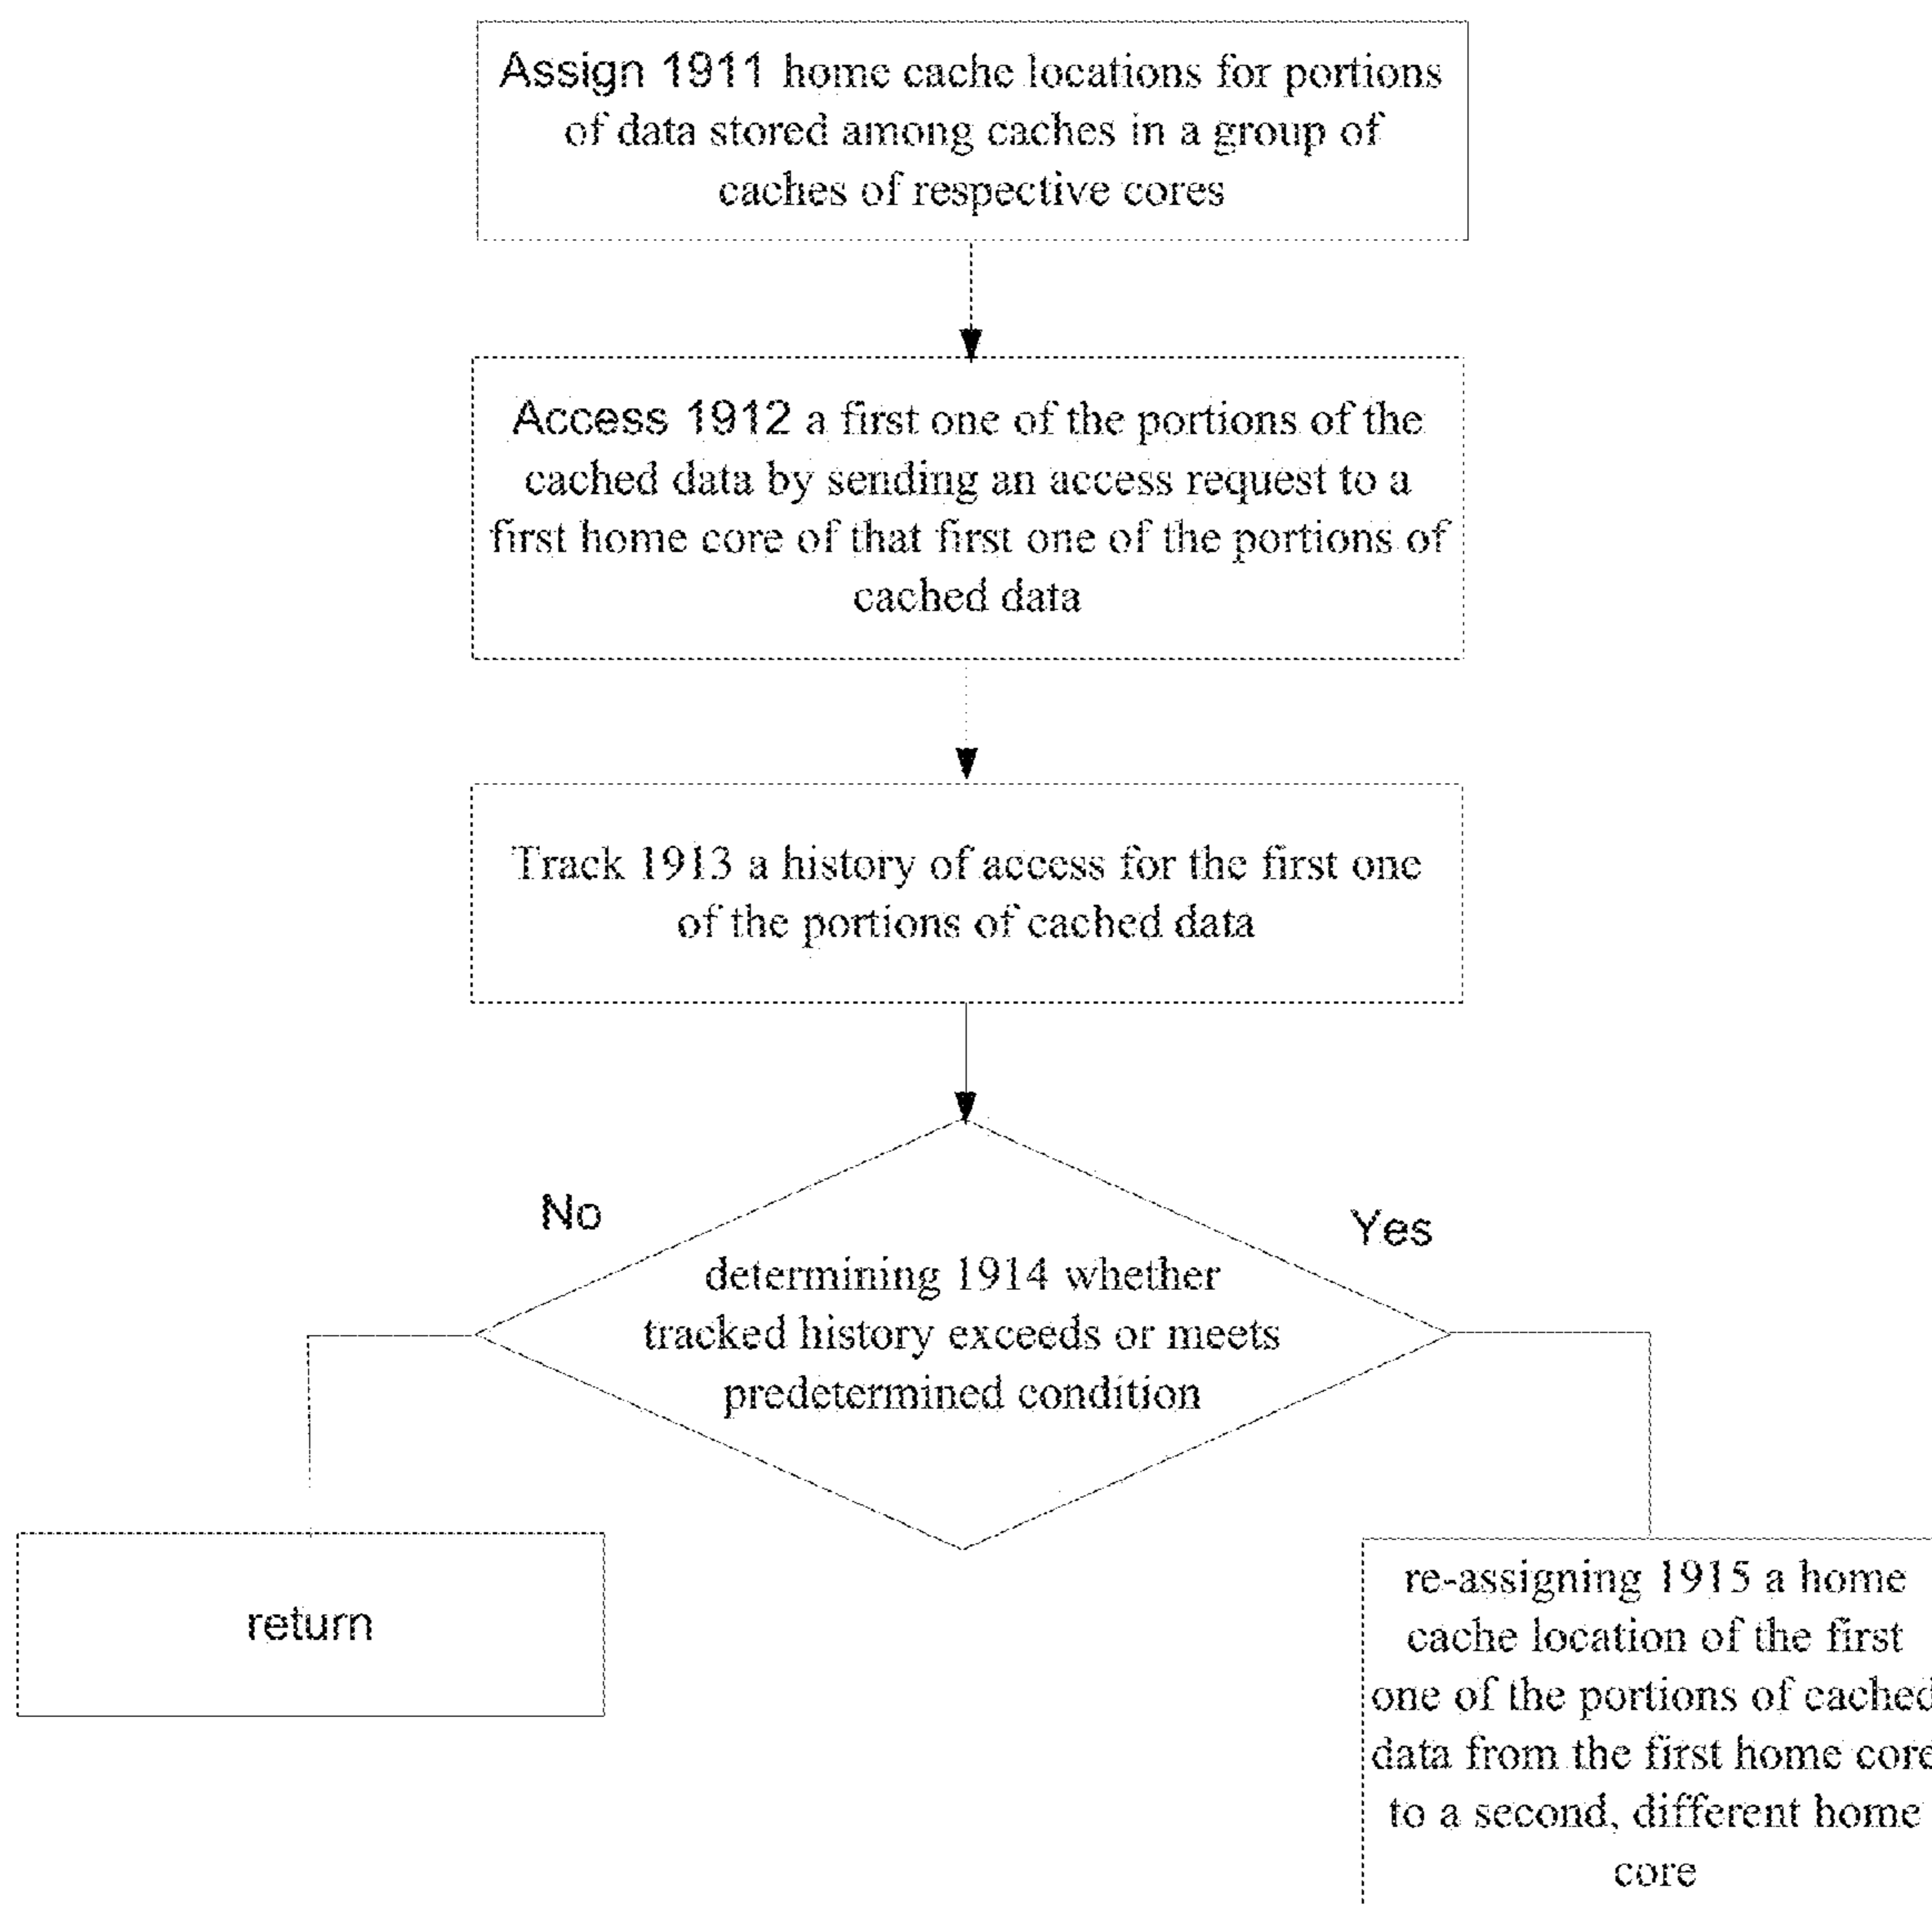 Assign 1911 home cache locations for portions
of data stored among caches in a group of
caches of respective cores
Access 1912 a first one of the portions of the
cached data by sending an access request to a
first home core of that first one of the portions of
cached data
Track 1913 a history of access for the first one
of the portions of cached data
No
Yes
determining 1914 whether
tracked history exceeds or meets
predetermined condition
return
re-assigning 1915 a home
cache location of the first
one of the portions of cached
data from the first home core
to a second, different home
core